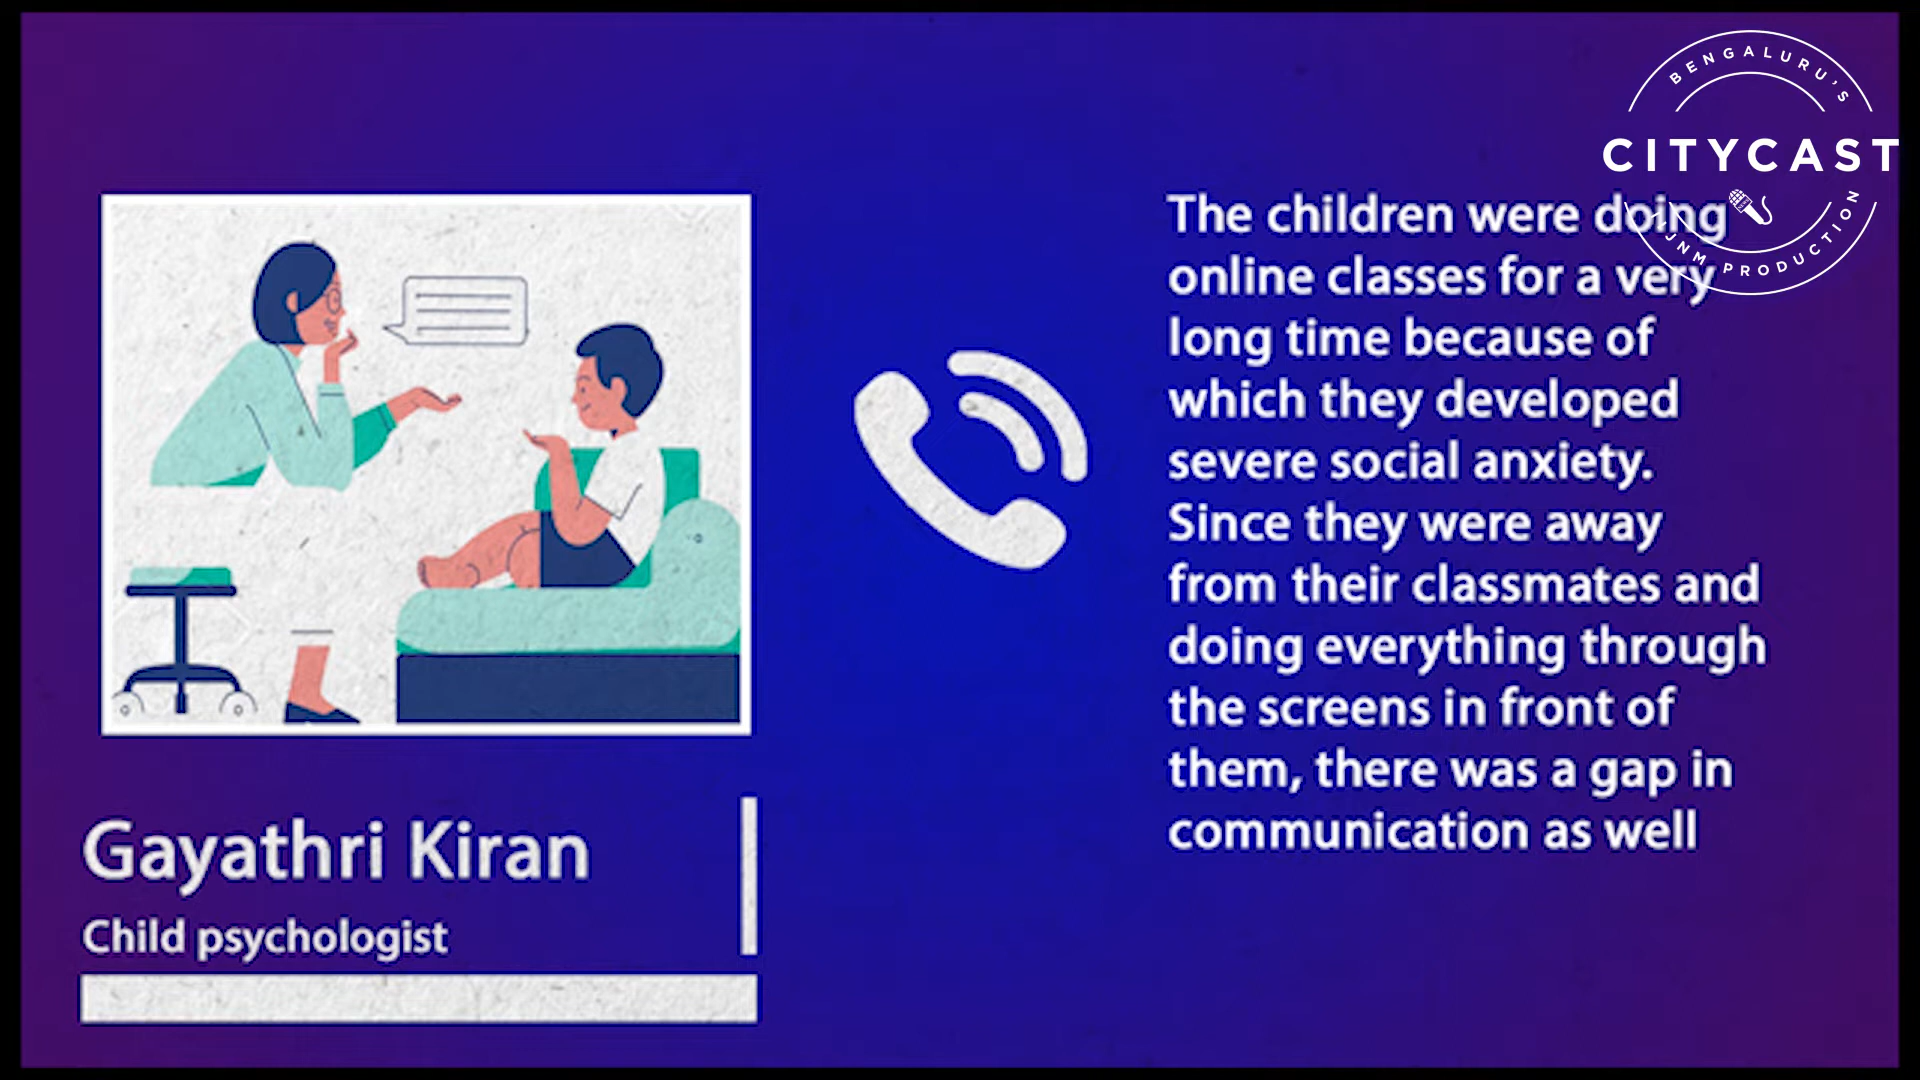 BENGALURU'S
CITYCAST
IIJNM PRODUCTION
The children were doing
online classes for a very
long time because of
which they developed
severe social anxiety.
Since they were away
from their classmates and
doing everything through
the screens in front of
them, there was a gap in
communication as well
Gayathri Kiran
Child psychologist